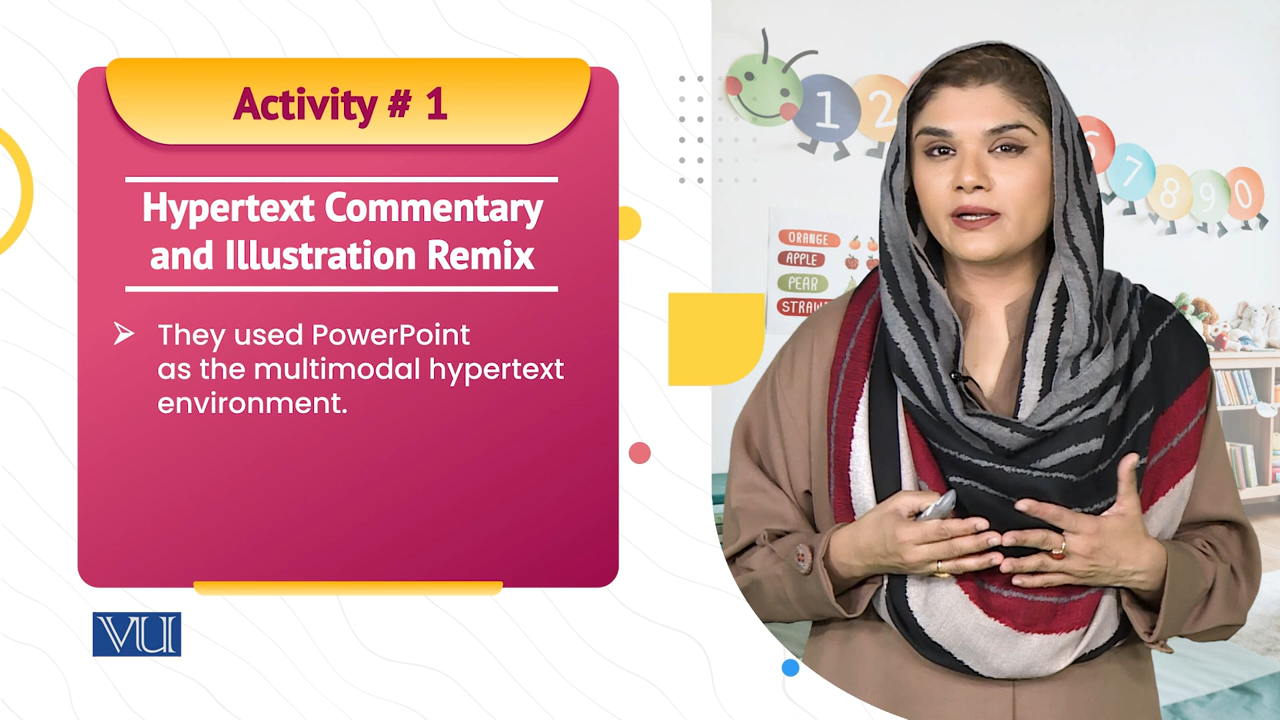 Activity # 1
Hypertext Commentary
and Illustration Remix
They used PowerPoint
as the multimodal hypertext
environment.
VU
1 2
6 7 8 9 0
ORANGE
APPLE
PEAR